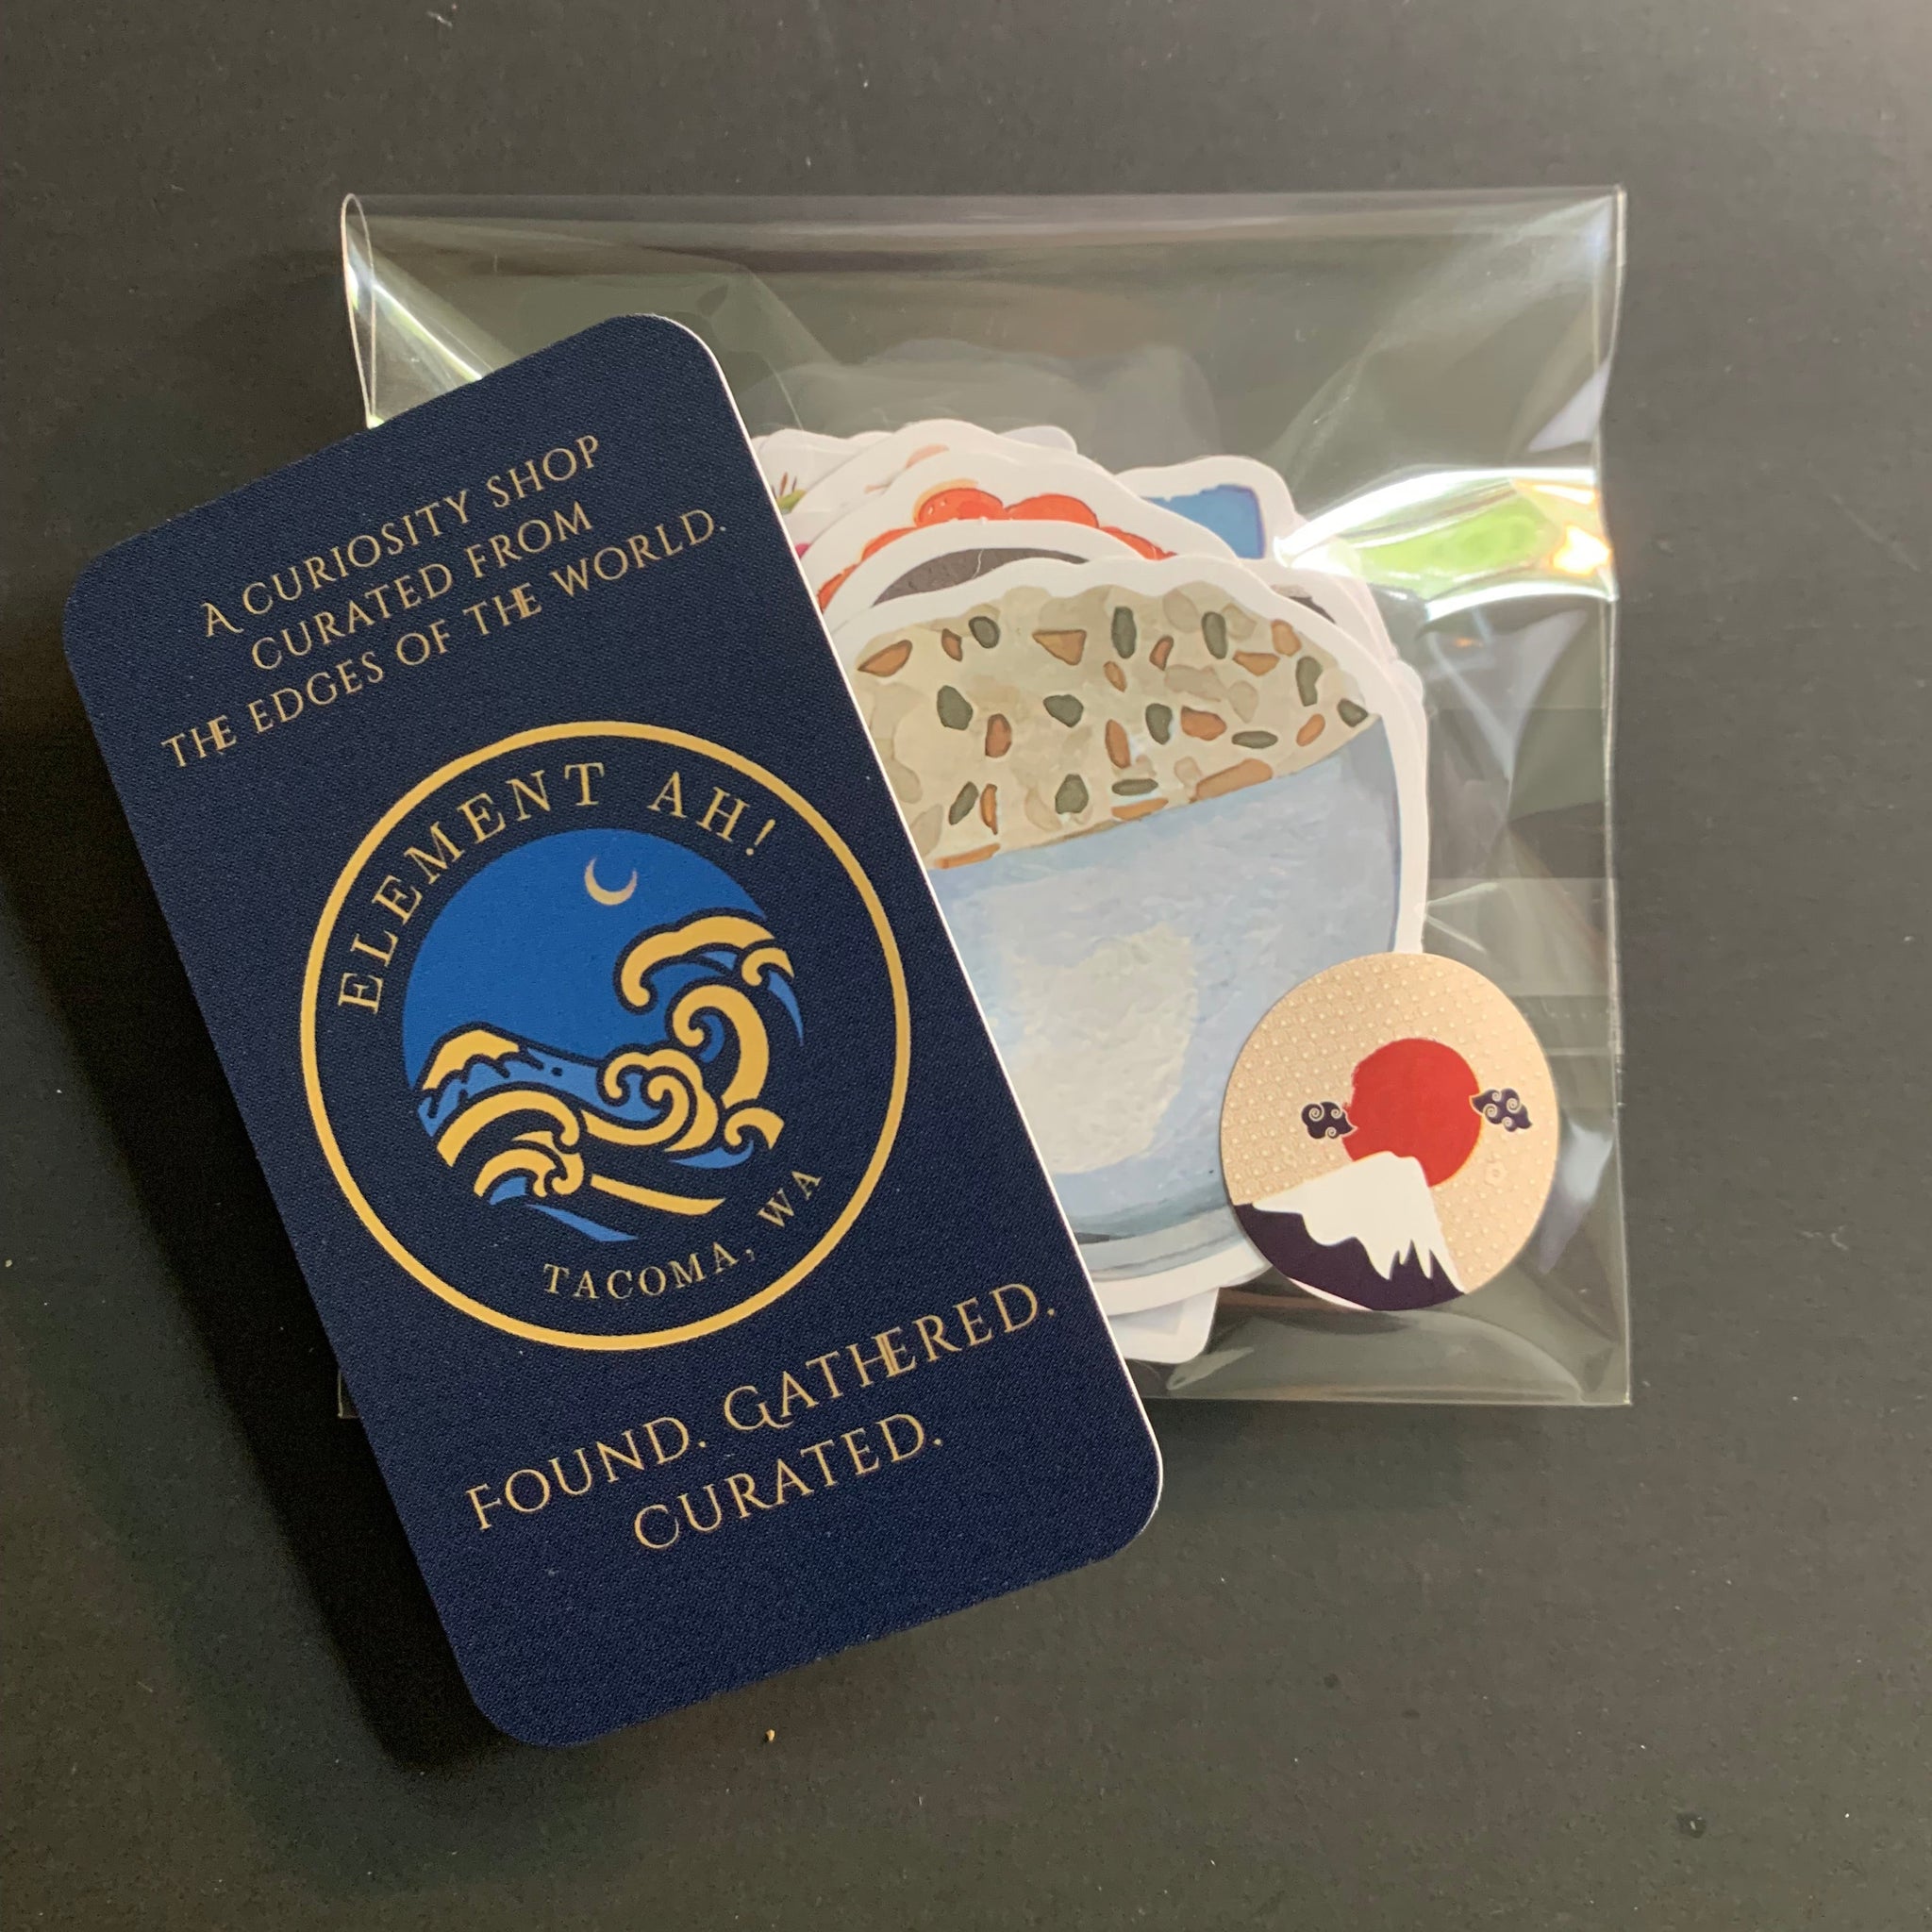 A CURIOSITY SHOP
CURATED FROM
THE EDGES OF THE WORLD.
ELEMENT AH!
TACOMA, WA
FOUND. GATHERED.
CURATED.